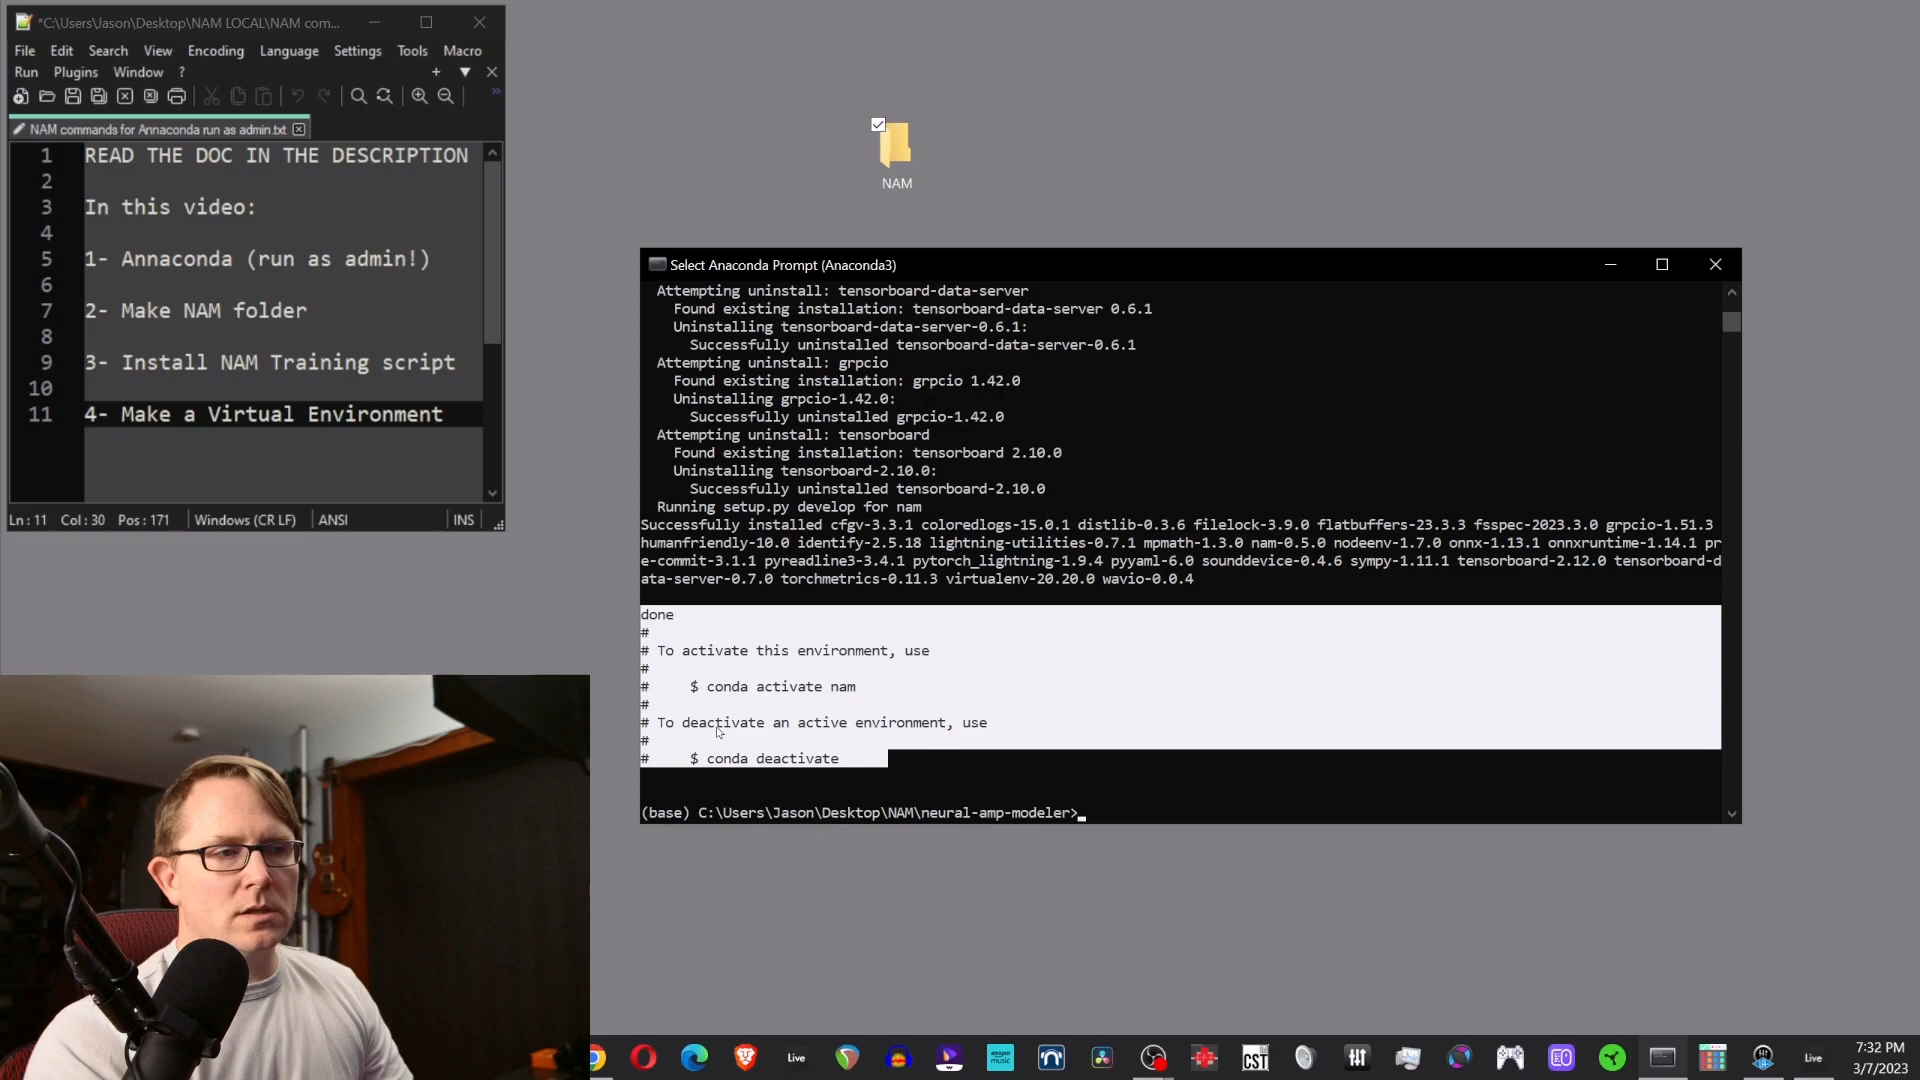 *C:\Users\Jason\Desktop\NAM LOCAL\NAM com...
File Edit Search View Encoding Language Settings Tools Macro
Run Plugins Window ?
NAM commands for Annaconda run as admin.txt
1 READ THE DOC IN THE DESCRIPTION
2
3 In this video:
4
5 1- Annaconda (run as admin!)
6
7 2- Make NAM folder
8
9 3- Install NAM Training script
10
11 4- Make a Virtual Environment
Ln:11 Col:30 Pos:171 Windows (CR LF) ANSI INS
NAM
Select Anaconda Prompt (Anaconda3)
Attempting uninstall: tensorboard-data-server
Found existing installation: tensorboard-data-server 0.6.1
Uninstalling tensorboard-data-server-0.6.1:
Successfully uninstalled tensorboard-data-server-0.6.1
Attempting uninstall: grpcio
Found existing installation: grpcio 1.42.0
Uninstalling grpcio-1.42.0:
Successfully uninstalled grpcio-1.42.0
Attempting uninstall: tensorboard
Found existing installation: tensorboard 2.10.0
Uninstalling tensorboard-2.10.0:
Successfully uninstalled tensorboard-2.10.0
Running setup.py develop for nam
Successfully installed cfgv-3.3.1 coloredlogs-15.0.1 distlib-0.3.6 filelock-3.9.0 flatbuffers-23.3.3 fsspec-2023.3.0 grpcio-1.51.3
humanfriendly-10.0 identify-2.5.18 lightning-utilities-0.7.1 mpmath-1.3.0 nam-0.5.0 nodeenv-1.7.0 onnx-1.13.1 onnxruntime-1.14.1 pr
e-commit-3.1.1 pyreadline3-3.4.1 pytorch_lightning-1.9.4 pyyaml-6.0 sounddevice-0.4.6 sympy-1.11.1 tensorboard-2.12.0 tensorboard-d
ata-server-0.7.0 torchmetrics-0.11.3 virtualenv-20.20.0 wavio-0.0.4
done
#
# To activate this environment, use
#
# $ conda activate nam
#
# To deactivate an active environment, use
#
# $ conda deactivate
(base) C:\Users\Jason\Desktop\NAM\neural-amp-modeler>
Live
amazon music
CST
Live
7:32 PM
3/7/2023